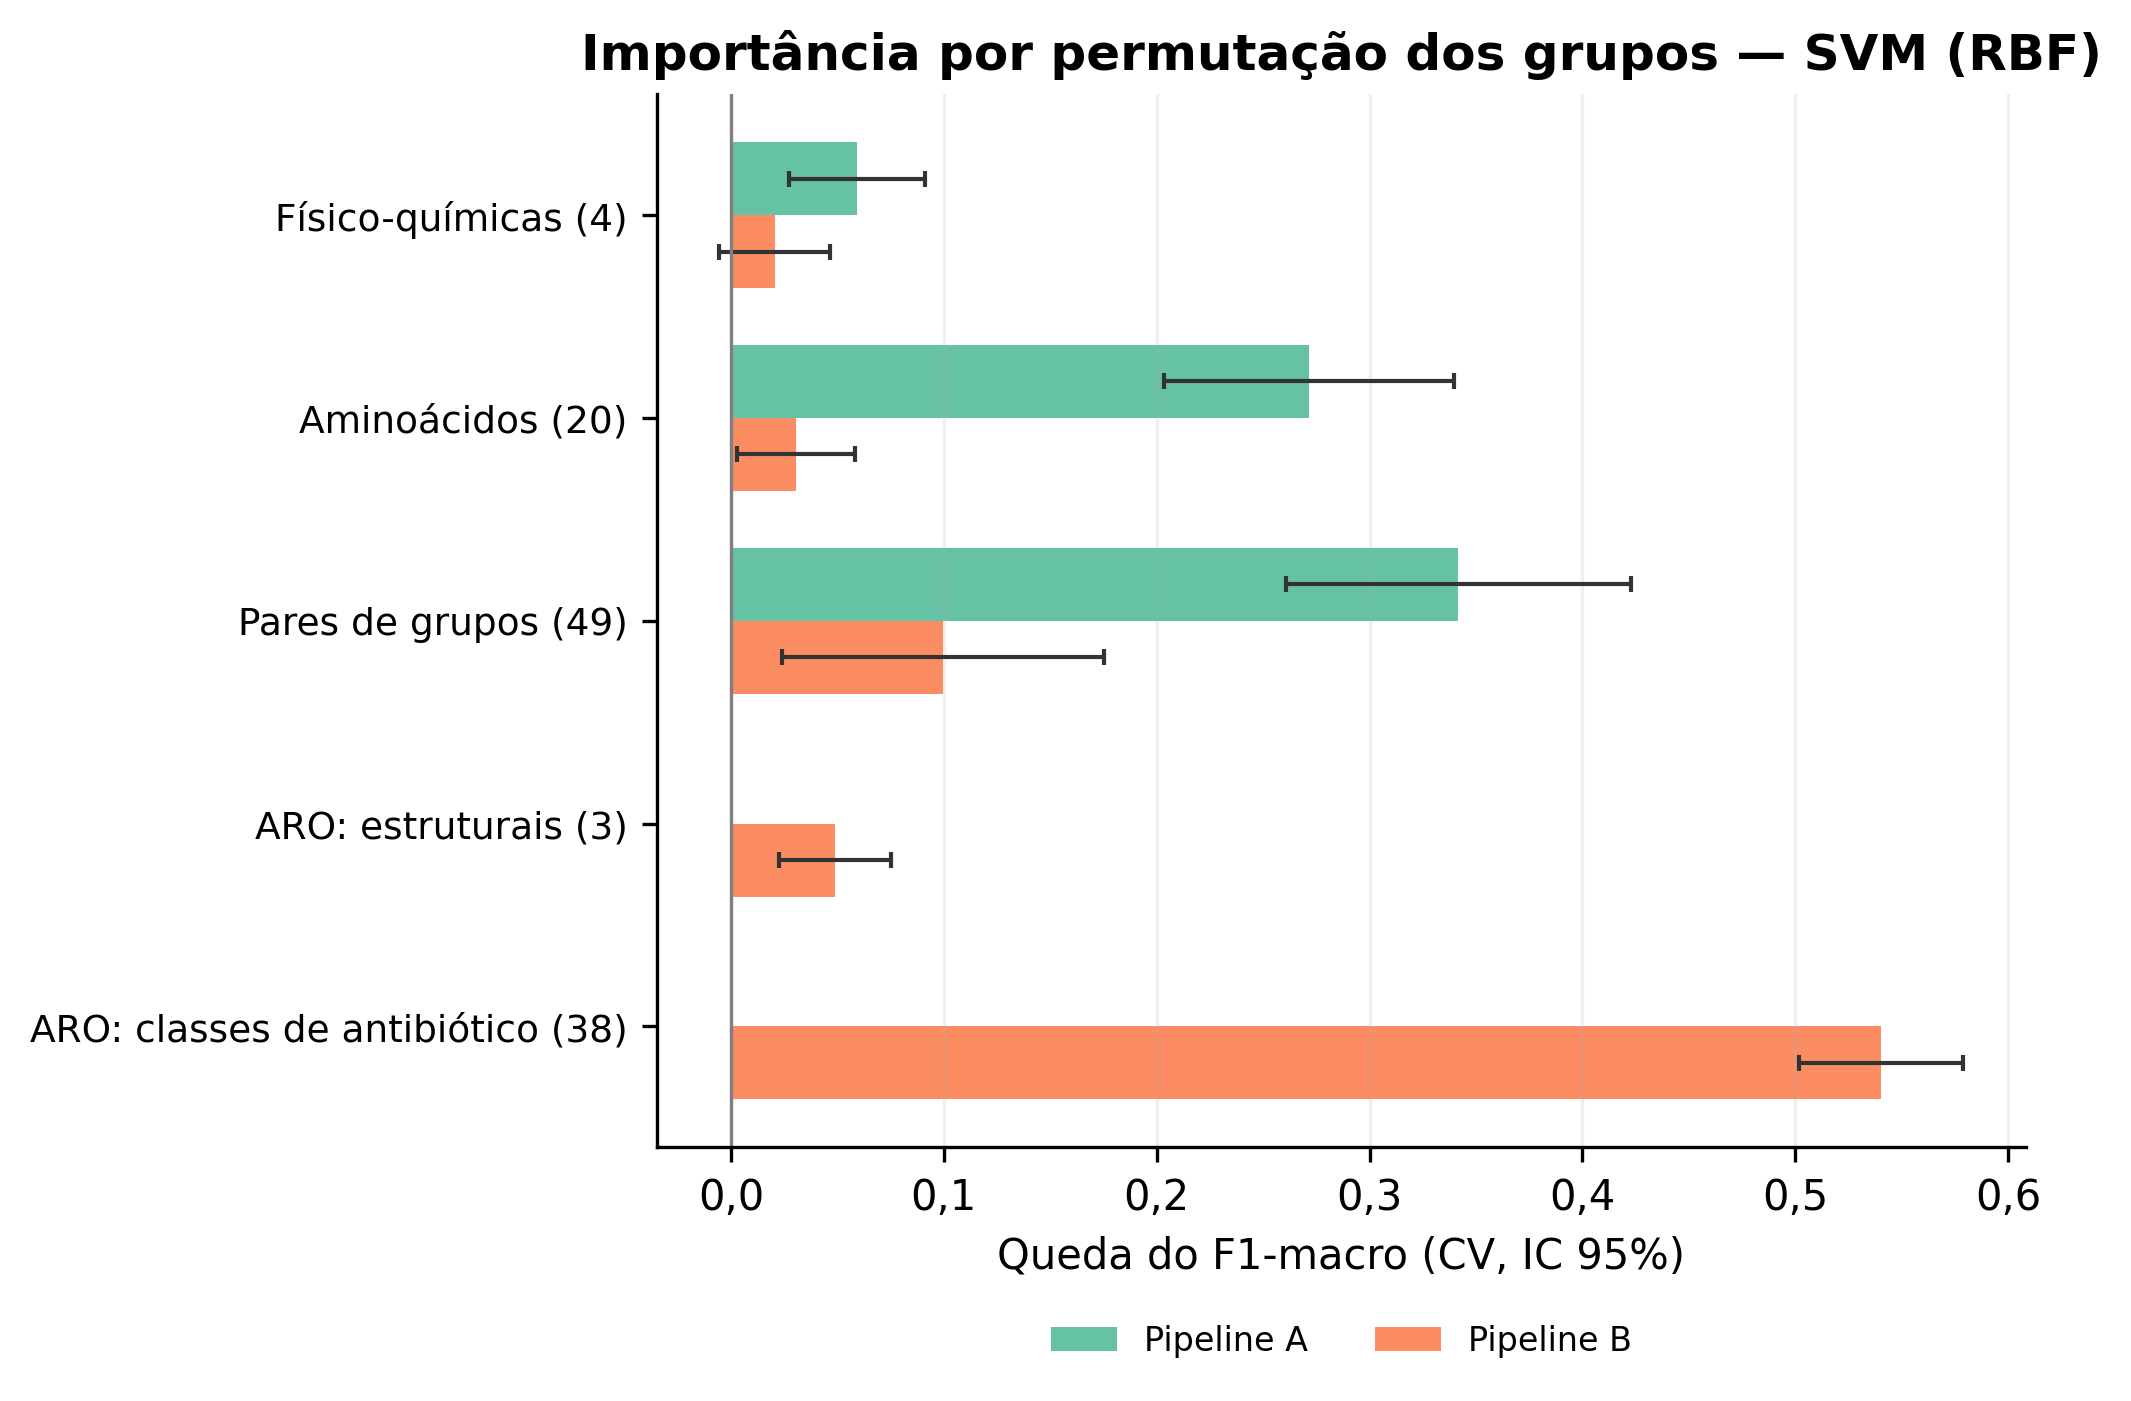 Importância por permutação dos grupos — SVM (RBF)
Físico-químicas (4)
Aminoácidos (20)
Pares de grupos (49)
ARO: estruturais (3)
ARO: classes de antibiótico (38)
0,0 0,1 0,2 0,3 0,4 0,5 0,6
Queda do F1-macro (CV, IC 95%)
Pipeline A Pipeline B